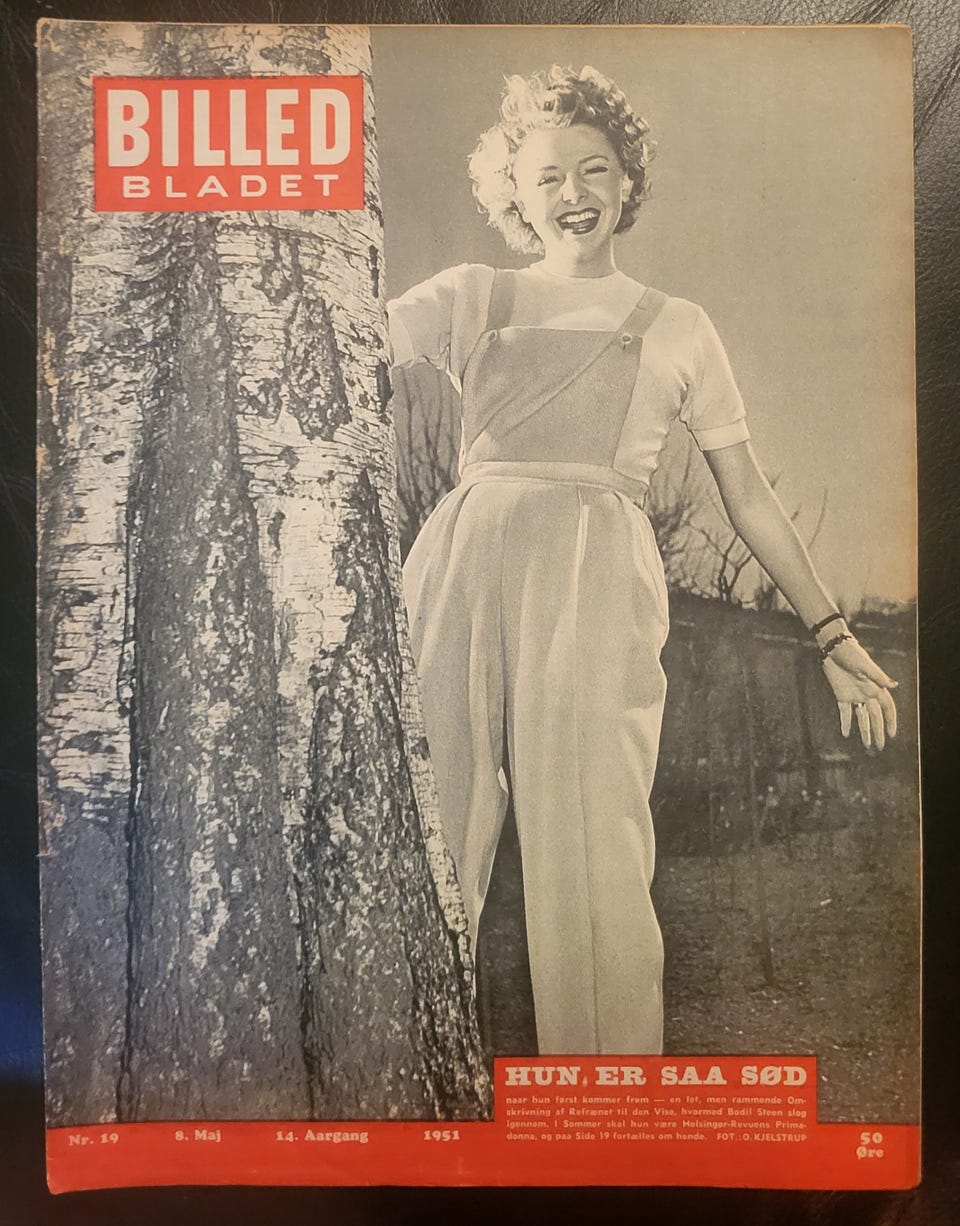 BILLED
BLADET
HUN ER SAA SØD
naar hun først kommer frem — en let, men rammende Om-
skrivning af Refrænet til den Vise, hvormed Bodil Steen slog
igennem. I Sommer skal hun være Helsingør-Revuens Prima-
donna, og paa Side 19 fortælles om hende. FOT.: O. KJELSTRUP
Nr. 19 8. Maj 14. Aargang 1951
50
Øre